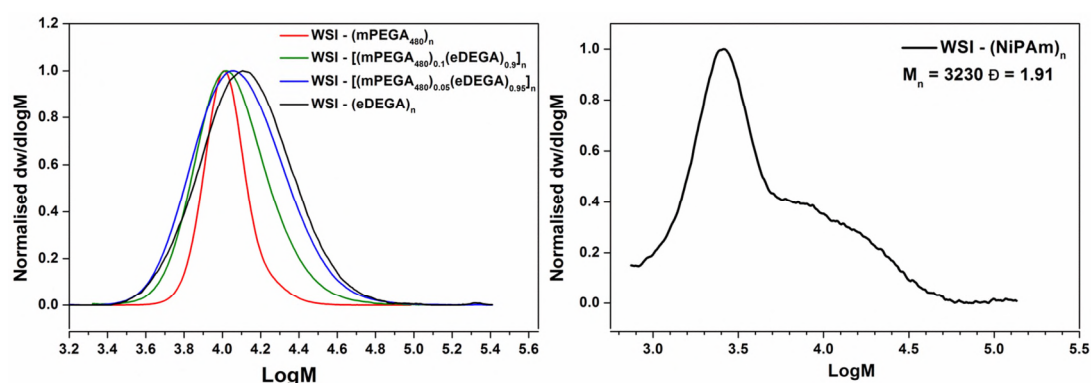 WSI - (mPEGA480)n
WSI - [(mPEGA480)0.1(eDEGA)0.9]n
WSI - [(mPEGA480)0.05(eDEGA)0.95]n
WSI - (eDEGA)n
Normalised dw/dlogM
1.2
1.0
0.8
0.6
0.4
0.2
0.0
3.2 3.4 3.6 3.8 4.0 4.2 4.4 4.6 4.8 5.0 5.2 5.4 5.6
LogM
WSI - (NiPAm)n
Mn = 3230 Đ = 1.91
Normalised dw/dlogM
1.0
0.8
0.6
0.4
0.2
0.0
3.0 3.5 4.0 4.5 5.0 5.5
LogM